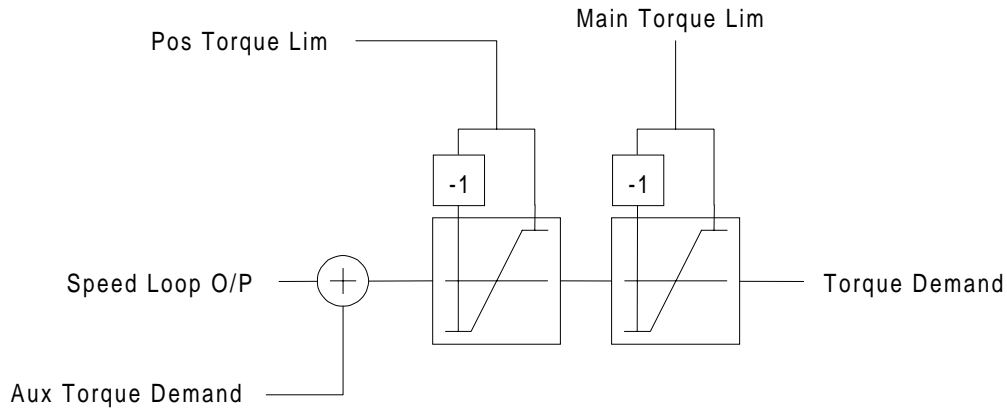 Main Torque Lim
Pos Torque Lim
-1
-1
Speed Loop O/P
+
Torque Demand
Aux Torque Demand